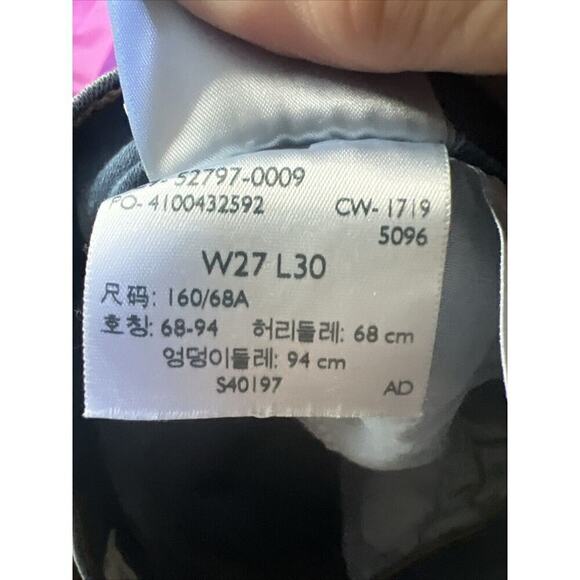 52797-0009
FO- 4100432592 CW- 1719
5096
W27 L30
尺码: 160/68A
호칭: 68-94 허리둘레: 68 cm
엉덩이둘레: 94 cm
S40197 AD